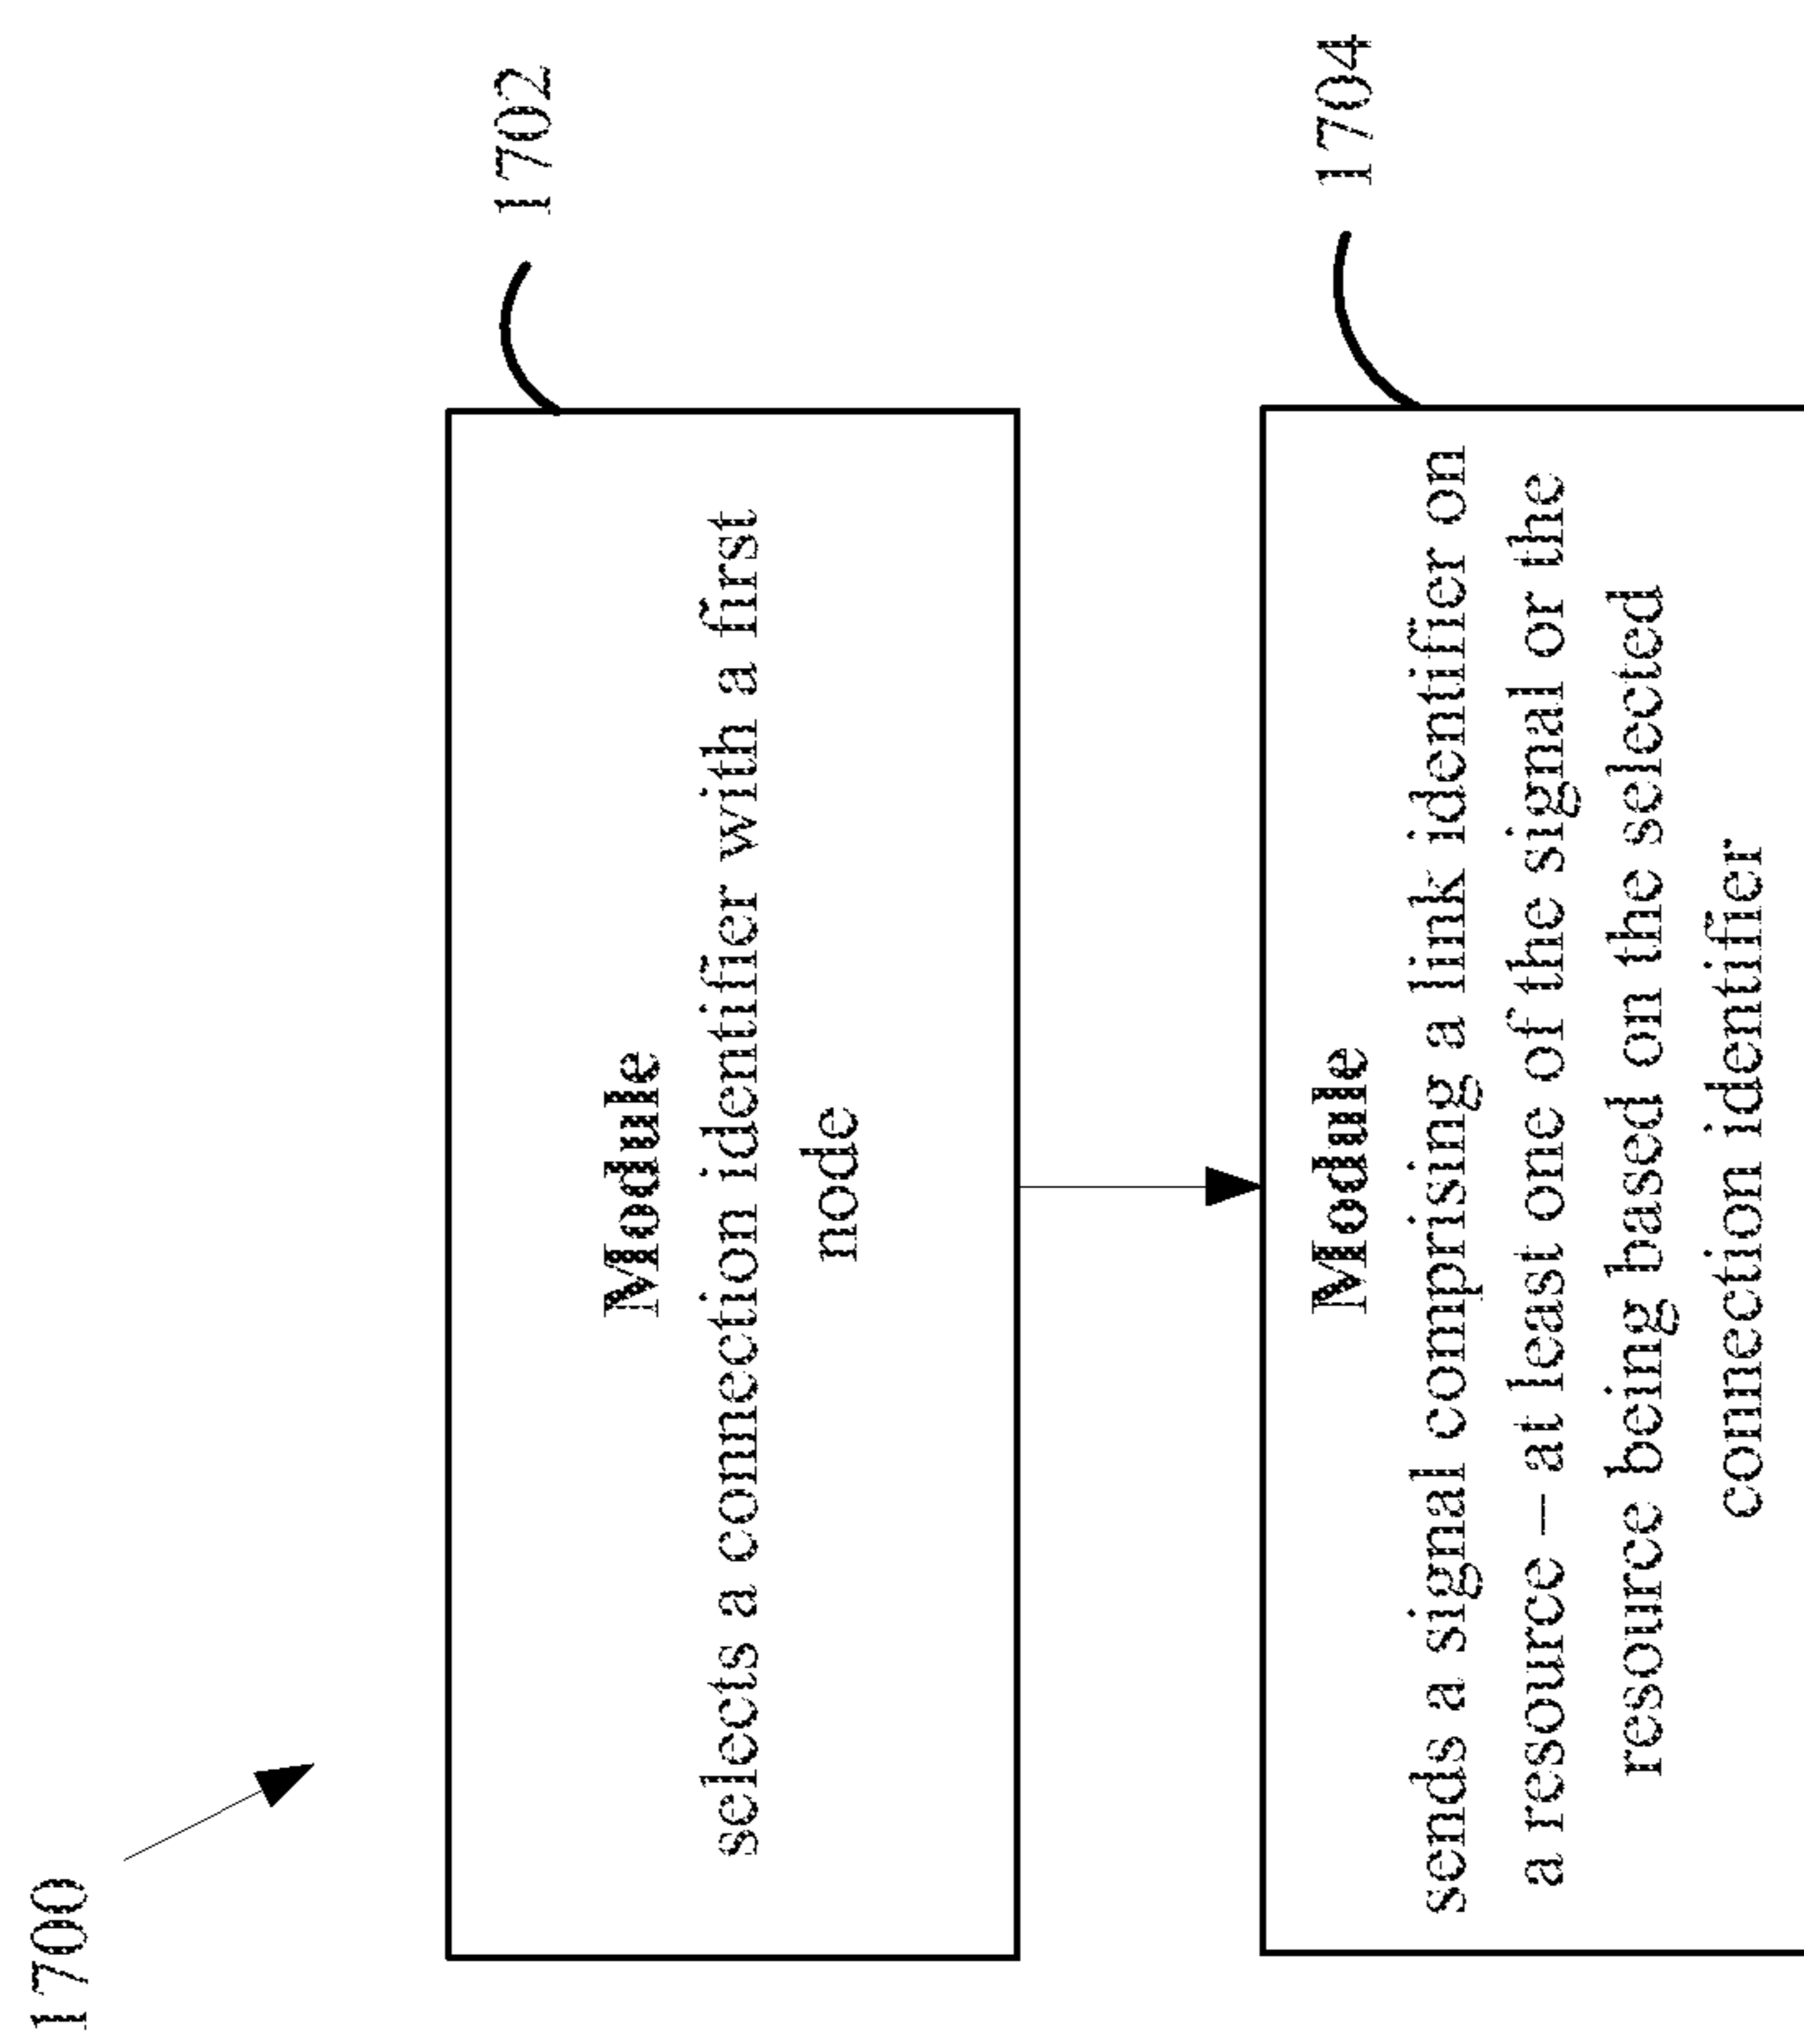 1700
1702
Module
selects a connection identifier with a first
node
1704
Module
sends a signal comprising a link identifier on
a resource – at least one of the signal or the
resource being based on the selected
connection identifier